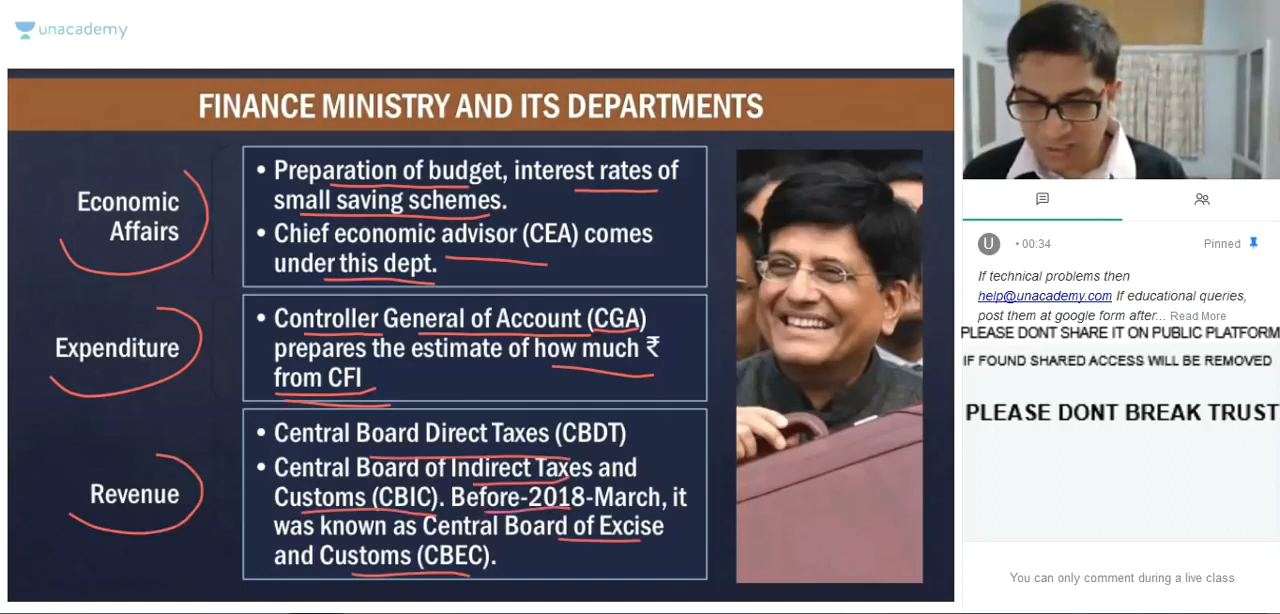 unacademy
FINANCE MINISTRY AND ITS DEPARTMENTS
Economic
Affairs
• Preparation of budget, interest rates of
small saving schemes.
• Chief economic advisor (CEA) comes
under this dept.
Expenditure
• Controller General of Account (CGA)
prepares the estimate of how much ₹
from CFI
Revenue
• Central Board Direct Taxes (CBDT)
• Central Board of Indirect Taxes and
Customs (CBIC). Before-2018-March, it
was known as Central Board of Excise
and Customs (CBEC).
U • 00:34 Pinned
If technical problems then
help@unacademy.com If educational queries,
post them at google form after... Read More
PLEASE DONT SHARE IT ON PUBLIC PLATFORM
IF FOUND SHARED ACCESS WILL BE REMOVED
PLEASE DONT BREAK TRUST
You can only comment during a live class